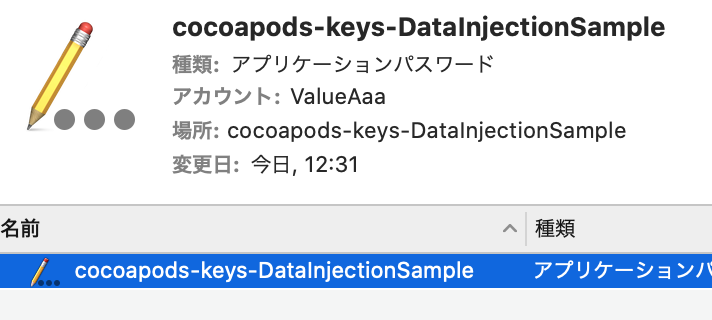 cocoapods-keys-DataInjectionSample
種類: アプリケーションパスワード
アカウント: ValueAaa
場所: cocoapods-keys-DataInjectionSample
変更日: 今日, 12:31
名前 種類
cocoapods-keys-DataInjectionSample アプリケーションパ